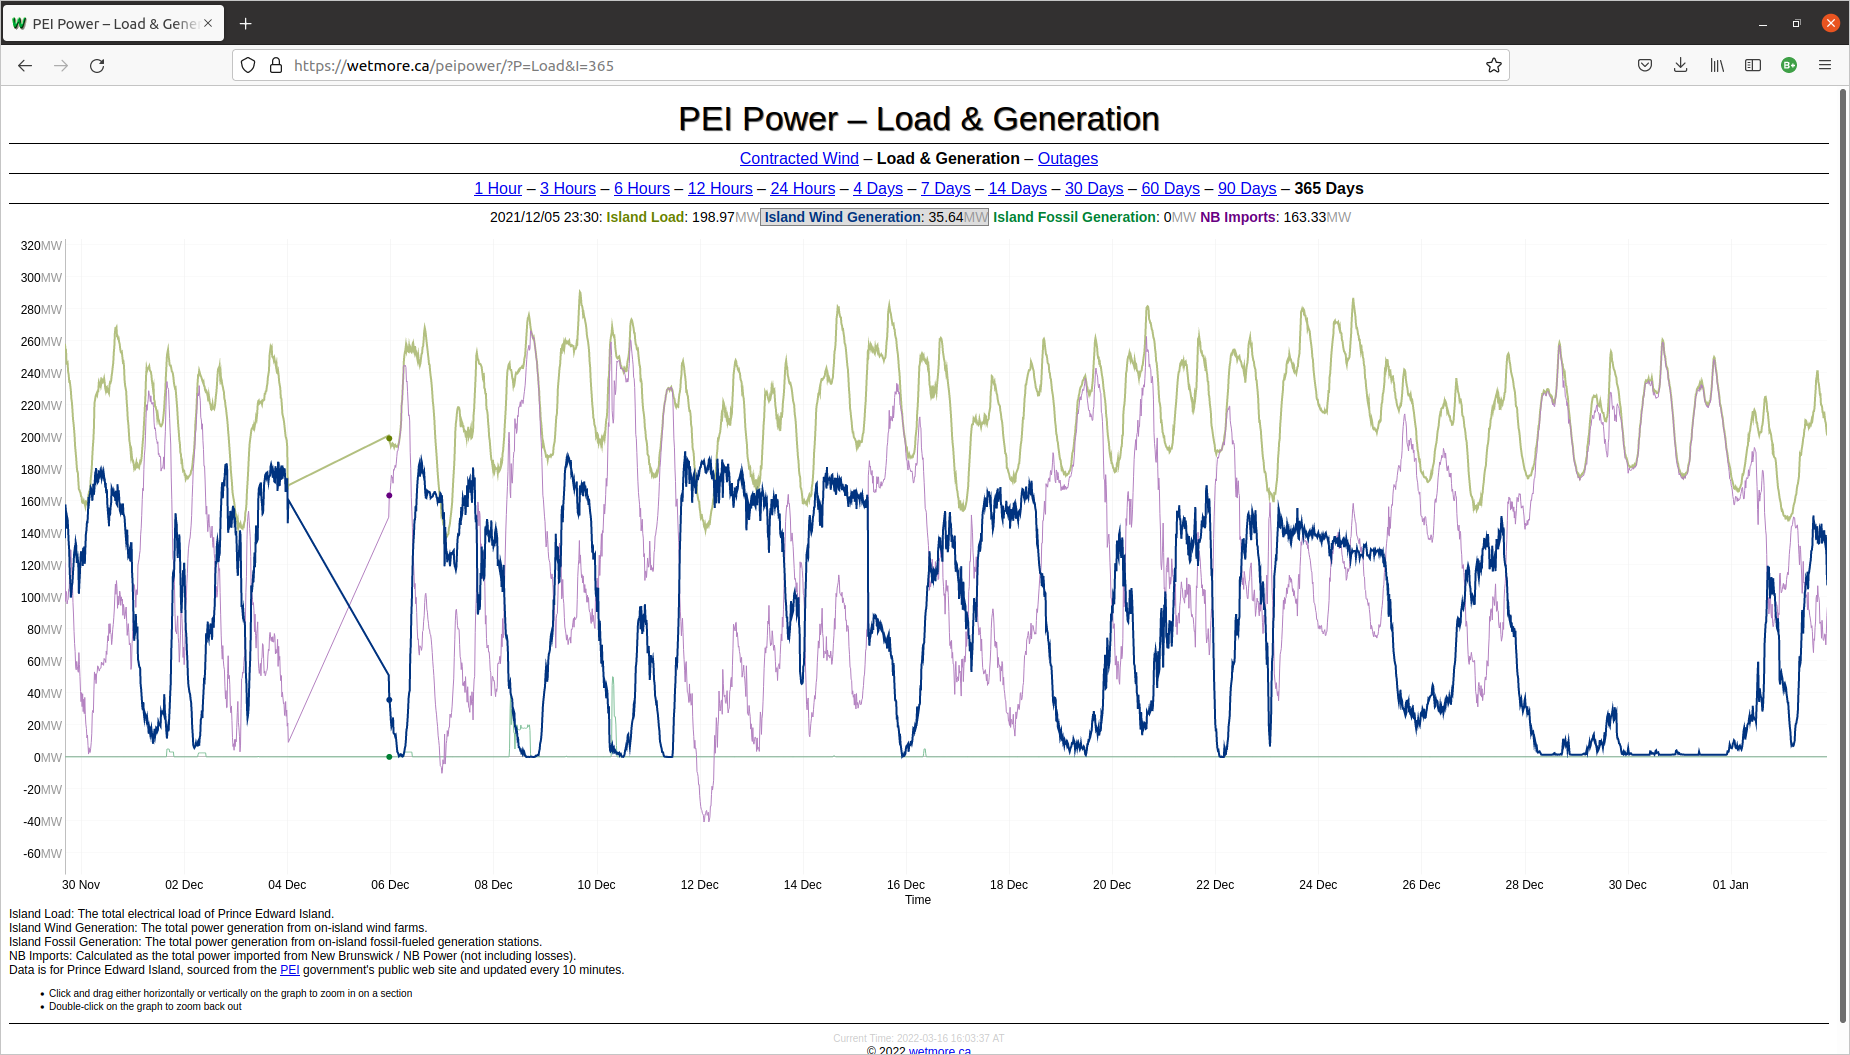 PEI Power – Load & Gene
https://wetmore.ca/peipower/?P=Load&I=365
PEI Power – Load & Generation
Contracted Wind – Load & Generation – Outages
1 Hour – 3 Hours – 6 Hours – 12 Hours – 24 Hours – 4 Days – 7 Days – 14 Days – 30 Days – 60 Days – 90 Days – 365 Days
2021/12/05 23:30: Island Load: 198.97MW Island Wind Generation: 35.64MW Island Fossil Generation: 0MW NB Imports: 163.33MW
320MW
300MW
280MW
260MW
240MW
220MW
200MW
180MW
160MW
140MW
120MW
100MW
80MW
60MW
40MW
20MW
0MW
-20MW
-40MW
-60MW
30 Nov 02 Dec 04 Dec 06 Dec 08 Dec 10 Dec 12 Dec 14 Dec 16 Dec 18 Dec 20 Dec 22 Dec 24 Dec 26 Dec 28 Dec 30 Dec 01 Jan
Time
Island Load: The total electrical load of Prince Edward Island.
Island Wind Generation: The total power generation from on-island wind farms.
Island Fossil Generation: The total power generation from on-island fossil-fueled generation stations.
NB Imports: Calculated as the total power imported from New Brunswick / NB Power (not including losses).
Data is for Prince Edward Island, sourced from the PEI government's public web site and updated every 10 minutes.
• Click and drag either horizontally or vertically on the graph to zoom in on a section
• Double-click on the graph to zoom back out
Current Time: 2022-03-16 16:03:37 AT
© 2022 wetmore.ca